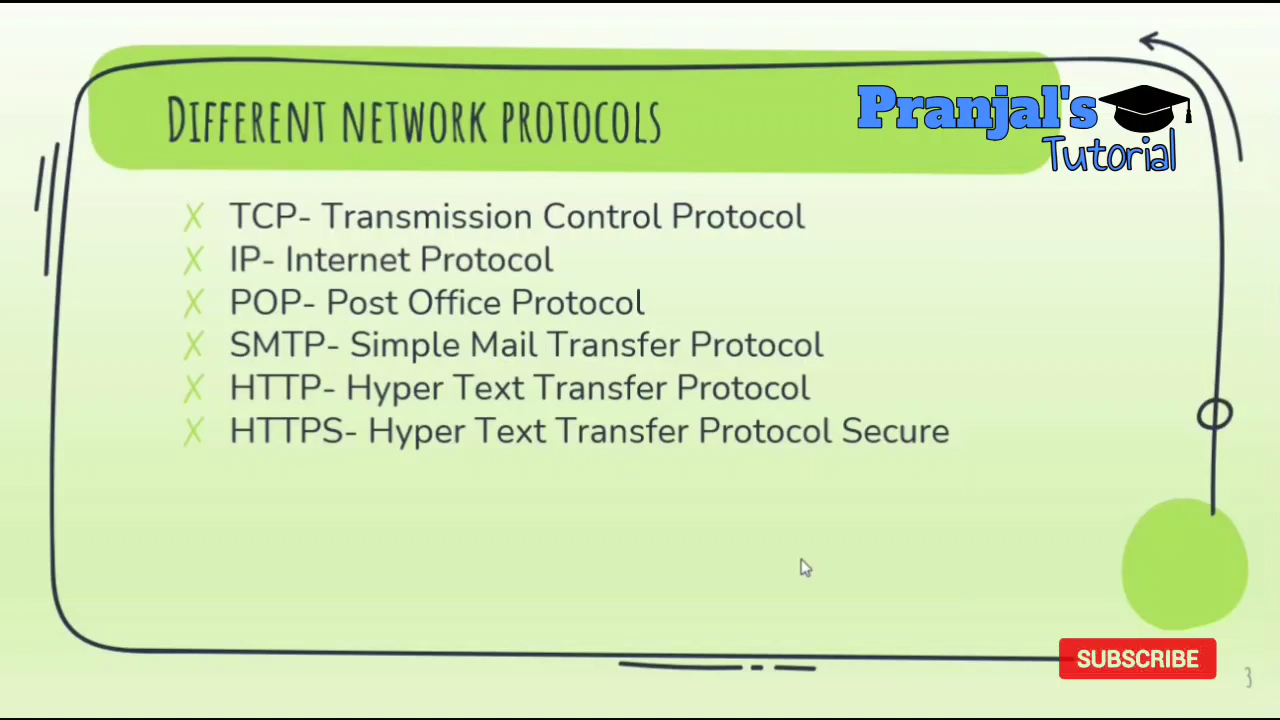 Different network protocols
Pranjal's
Tutorial
X TCP- Transmission Control Protocol
X IP- Internet Protocol
X POP- Post Office Protocol
X SMTP- Simple Mail Transfer Protocol
X HTTP- Hyper Text Transfer Protocol
X HTTPS- Hyper Text Transfer Protocol Secure
SUBSCRIBE
3